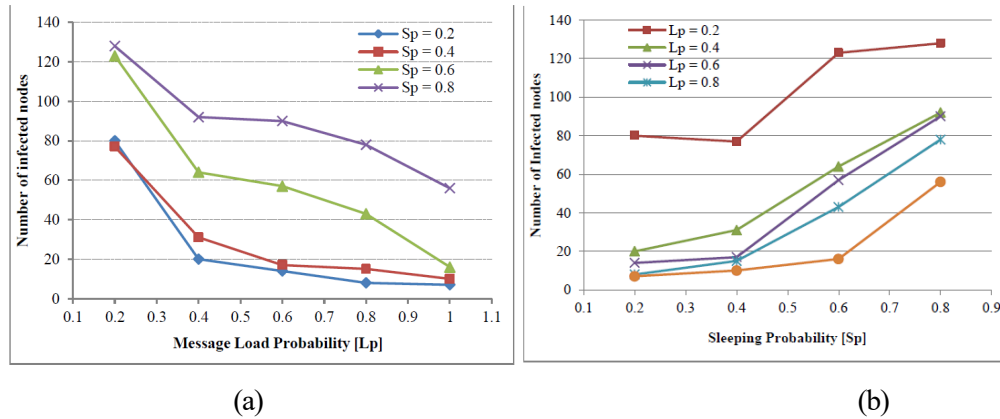 140
120
100
80
60
40
20
0
Number of infected nodes
Sp = 0.2
Sp = 0.4
Sp = 0.6
Sp = 0.8
0.1 0.2 0.3 0.4 0.5 0.6 0.7 0.8 0.9 1 1.1
Message Load Probability [Lp]
(a)
140
120
100
80
60
40
20
0
Number of Infected nodes
Lp = 0.2
Lp = 0.4
Lp = 0.6
Lp = 0.8
0.1 0.2 0.3 0.4 0.5 0.6 0.7 0.8 0.9
Sleeping Probability [Sp]
(b)